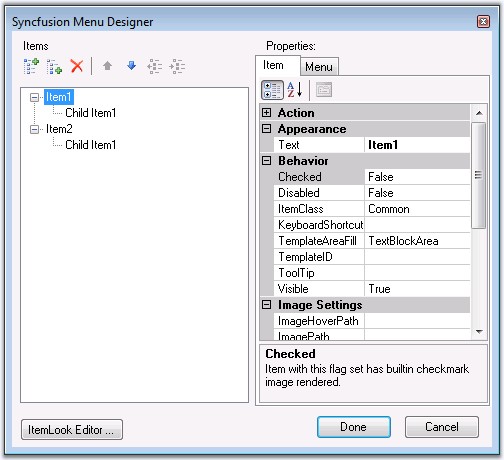 Syncfusion Menu Designer
Items
Properties:
Item Menu
Item1
Child Item1
Item2
Child Item1
A
Z
Action
Appearance
Text Item1
Behavior
Checked False
Disabled False
ItemClass Common
KeyboardShortcut
TemplateAreaFill TextBlockArea
TemplateID
ToolTip
Visible True
Image Settings
ImageHoverPath
ImagePath
Checked
Item with this flag set has builtin checkmark
image rendered.
ItemLook Editor ...
Done
Cancel